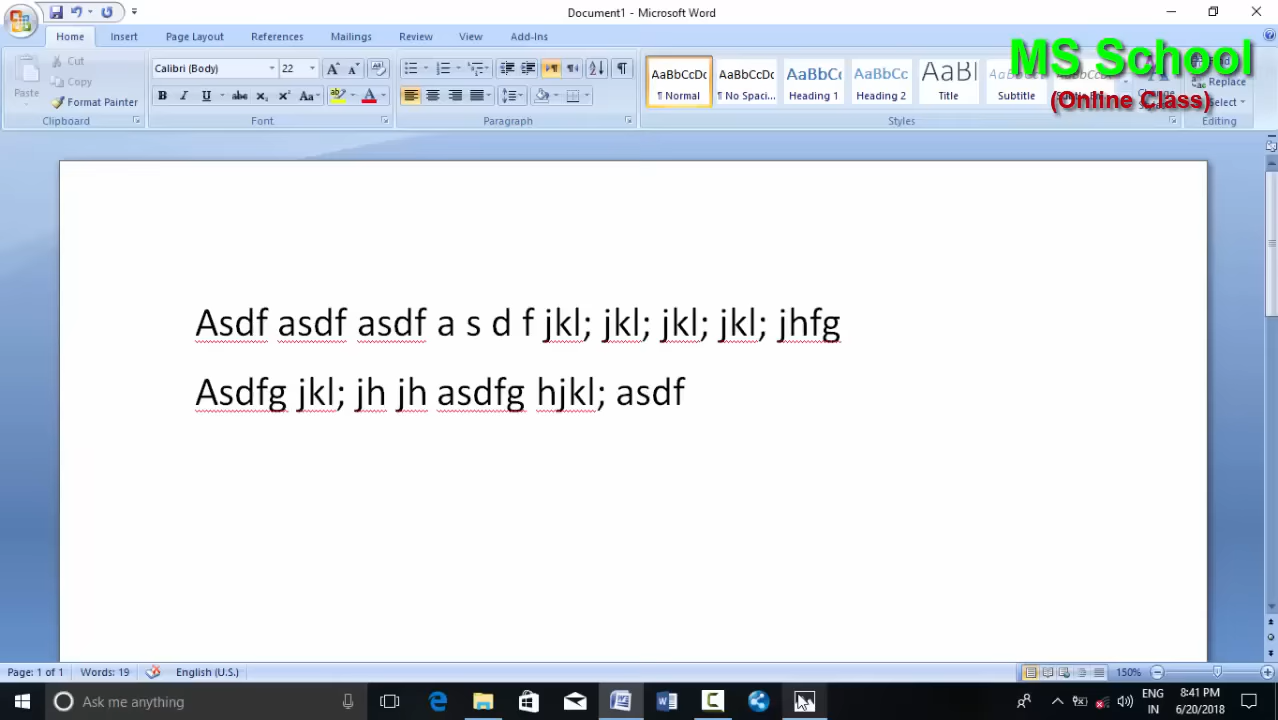 Document1 - Microsoft Word
Home Insert Page Layout References Mailings Review View Add-Ins
MS School
(Online Class)
Paste
Cut
Copy
Format Painter
Clipboard
Calibri (Body) 22
Font
Paragraph
AaBbCcDc AaBbCcDc AaBbC AaBbCc AaB AaBbCc
¶ Normal ¶ No Spaci... Heading 1 Heading 2 Title Subtitle
Change
Styles
Replace
Editing
Asdf asdf asdf a s d f jkl; jkl; jkl; jkl; jhfg
Asdfg jkl; jh jh asdfg hjkl; asdf
Page: 1 of 1 Words: 19 English (U.S.) 150%
Ask me anything
ENG
IN
8:41 PM
6/20/2018